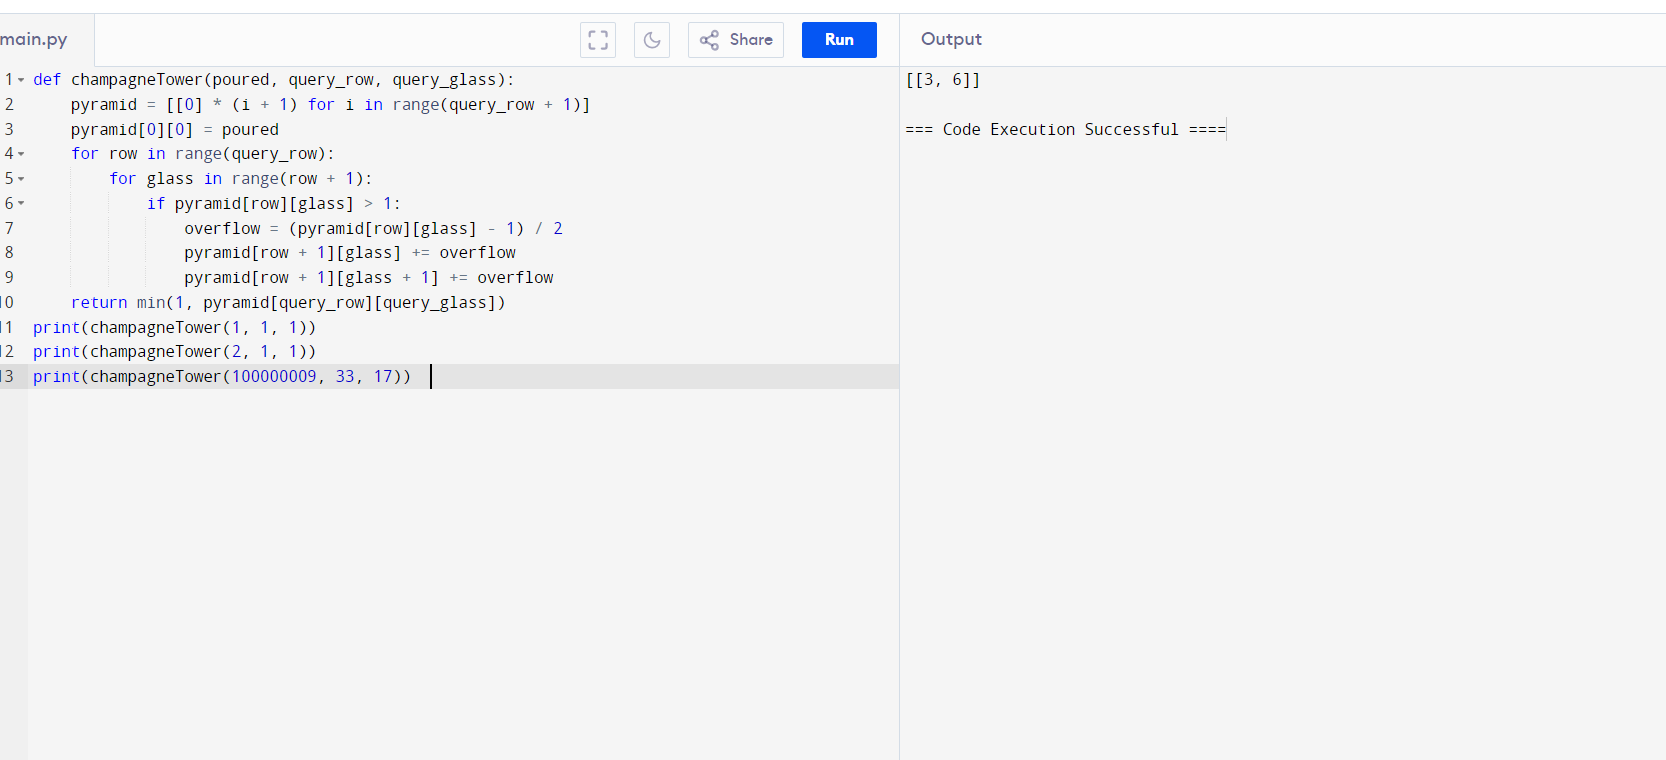 main.py
Share
Run
Output
1 def champagneTower(poured, query_row, query_glass):
2     pyramid = [[0] * (i + 1) for i in range(query_row + 1)]
3     pyramid[0][0] = poured
4     for row in range(query_row):
5         for glass in range(row + 1):
6             if pyramid[row][glass] > 1:
7                 overflow = (pyramid[row][glass] - 1) / 2
8                 pyramid[row + 1][glass] += overflow
9                 pyramid[row + 1][glass + 1] += overflow
10     return min(1, pyramid[query_row][query_glass])
11 print(champagneTower(1, 1, 1))
12 print(champagneTower(2, 1, 1))
13 print(champagneTower(100000009, 33, 17))
[[3, 6]]
=== Code Execution Successful ====